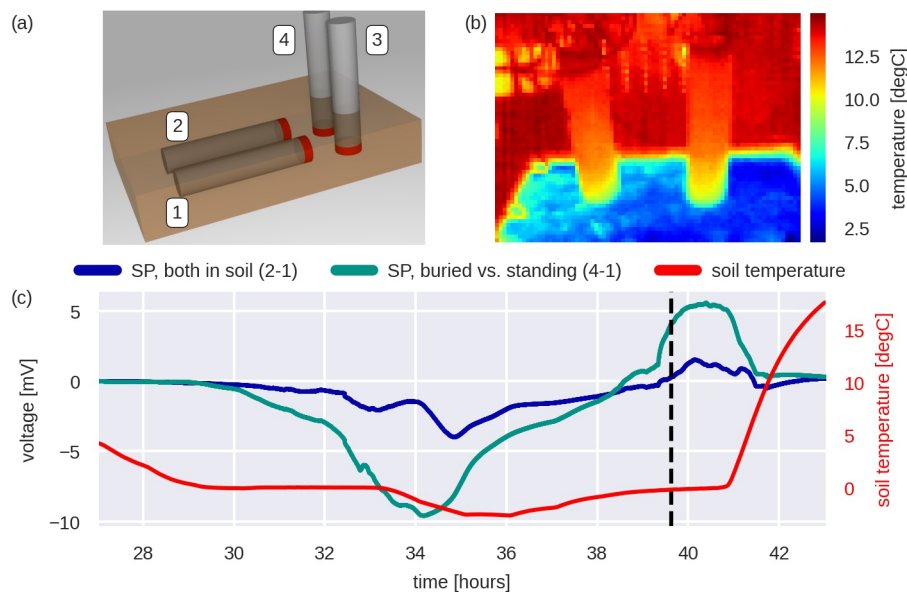 (a)
4
3
2
1
(b)
12.5
10.0
7.5
5.0
2.5
temperature [degC]
SP, both in soil (2-1) SP, buried vs. standing (4-1) soil temperature
(c)
5
0
−5
−10
voltage [mV]
15
10
5
0
soil temperature [degC]
28 30 32 34 36 38 40 42
time [hours]